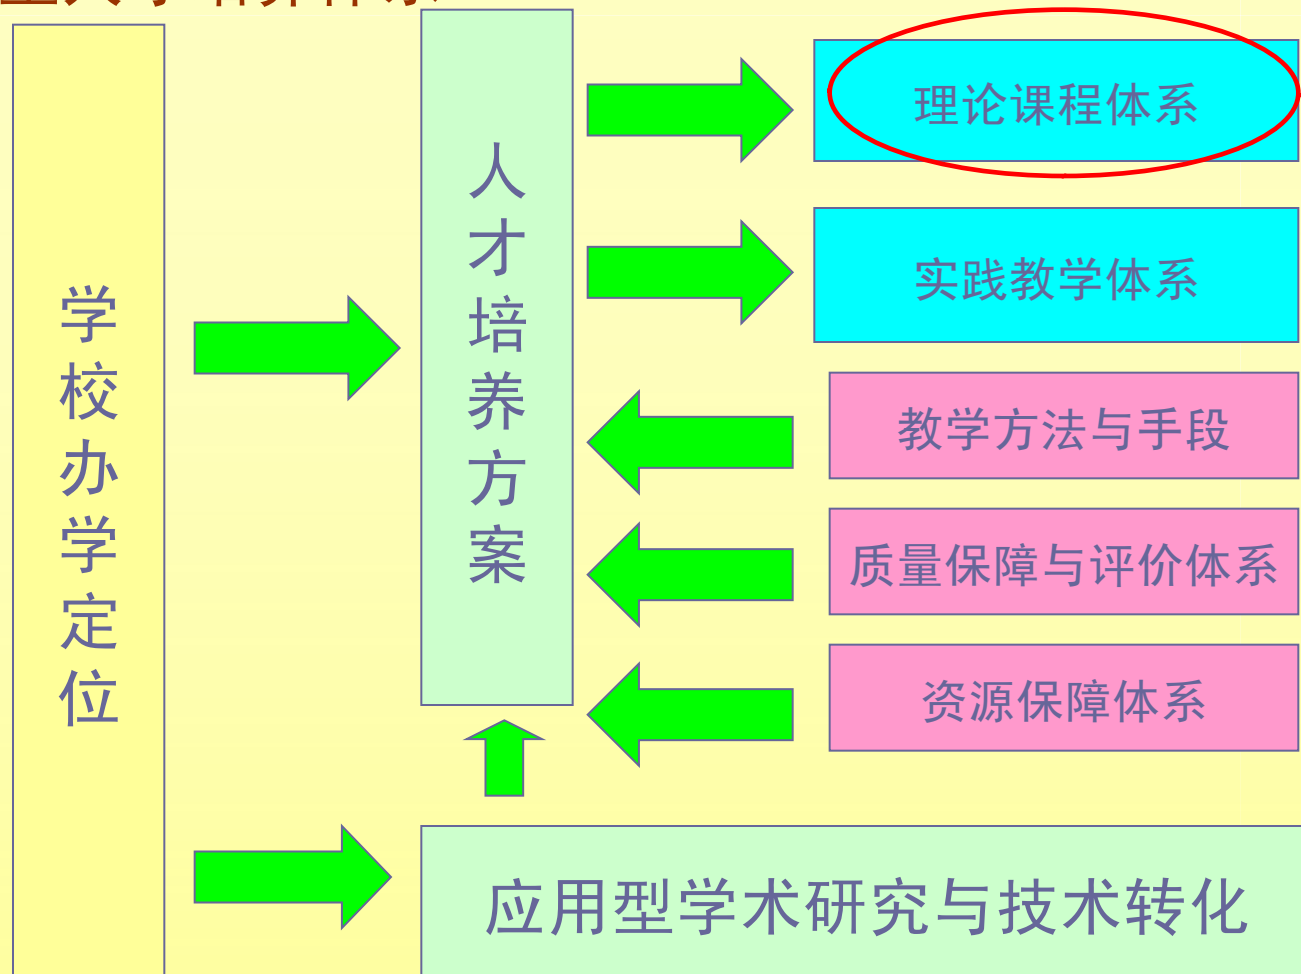 学校办学定位
人才培养方案
理论课程体系
实践教学体系
教学方法与手段
质量保障与评价体系
资源保障体系
应用型学术研究与技术转化